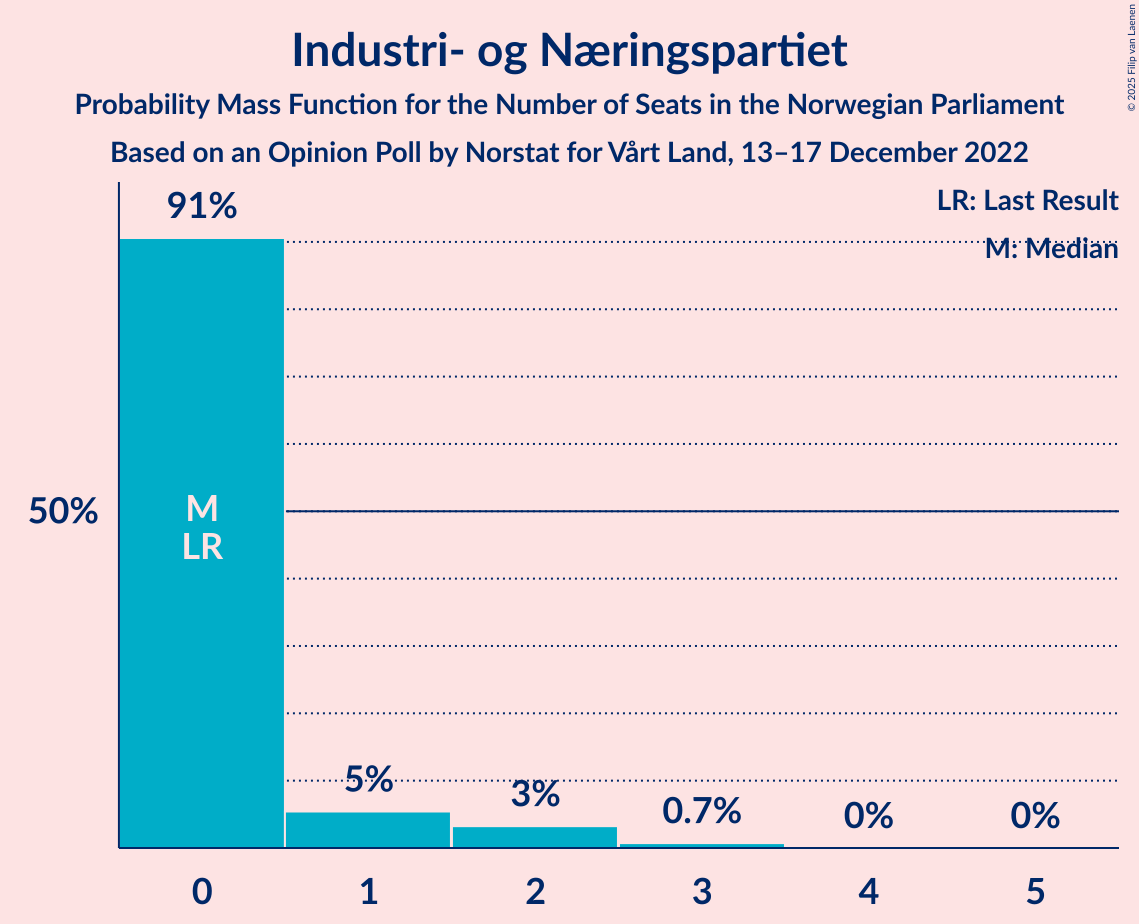 Industri- og Næringspartiet
Probability Mass Function for the Number of Seats in the Norwegian Parliament
Based on an Opinion Poll by Norstat for Vårt Land, 13–17 December 2022
© 2025 Filip van Laenen
LR: Last Result
M: Median
91%
50%
M
LR
5%
3%
0.7%
0%
0%
0 1 2 3 4 5